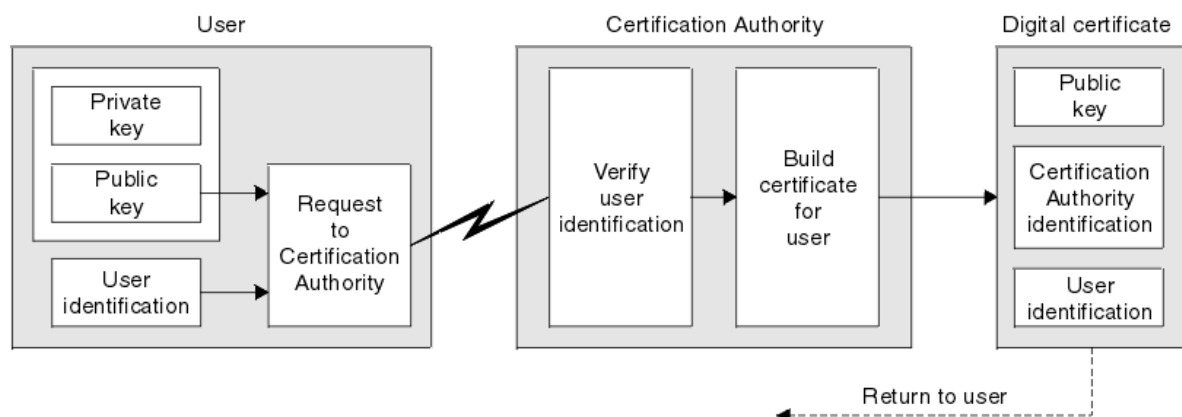 User
Certification Authority
Digital certificate
Private
key
Public
key
User
identification
Request
to
Certification
Authority
Verify
user
identification
Build
certificate
for
user
Public
key
Certification
Authority
identification
User
identification
Return to user